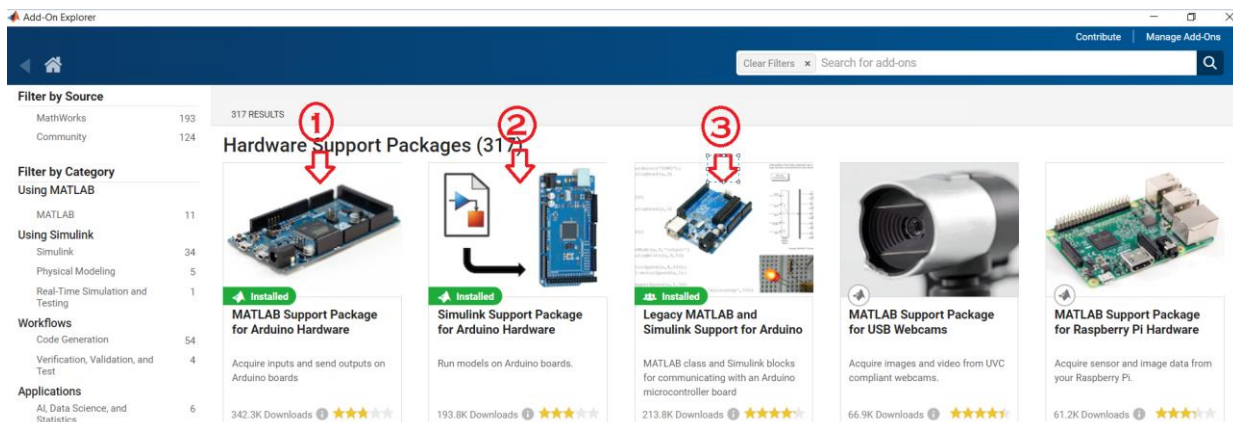 Add-On Explorer
Contribute
Manage Add-Ons
Clear Filters x
Search for add-ons
Filter by Source
MathWorks 193
Community 124
Filter by Category
Using MATLAB
MATLAB 11
Using Simulink
Simulink 34
Physical Modeling 5
Real-Time Simulation and 1
Testing
Workflows
Code Generation 54
Verification, Validation, and 4
Test
Applications
AI, Data Science, and 6
Statistics
317 RESULTS
Hardware Support Packages (317)
1
2
3
Installed
MATLAB Support Package
for Arduino Hardware
Acquire inputs and send outputs on
Arduino boards
342.3K Downloads
Installed
Simulink Support Package
for Arduino Hardware
Run models on Arduino boards.
193.8K Downloads
Installed
Legacy MATLAB and
Simulink Support for Arduino
MATLAB class and Simulink blocks
for communicating with an Arduino
microcontroller board
213.8K Downloads
MATLAB Support Package
for USB Webcams
Acquire images and video from UVC
compliant webcams.
66.9K Downloads
MATLAB Support Package
for Raspberry Pi Hardware
Acquire sensor and image data from
your Raspberry Pi.
61.2K Downloads